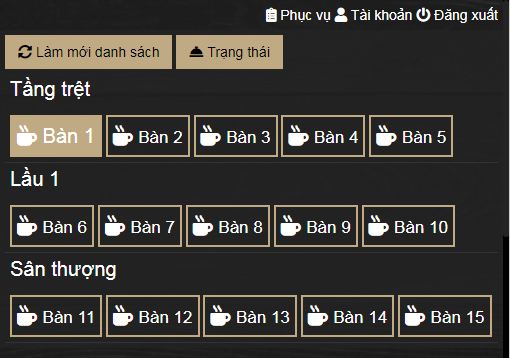 Phục vụ Tài khoản Đăng xuất
Làm mới danh sách Trạng thái
Tầng trệt
Bàn 1 Bàn 2 Bàn 3 Bàn 4 Bàn 5
Lầu 1
Bàn 6 Bàn 7 Bàn 8 Bàn 9 Bàn 10
Sân thượng
Bàn 11 Bàn 12 Bàn 13 Bàn 14 Bàn 15